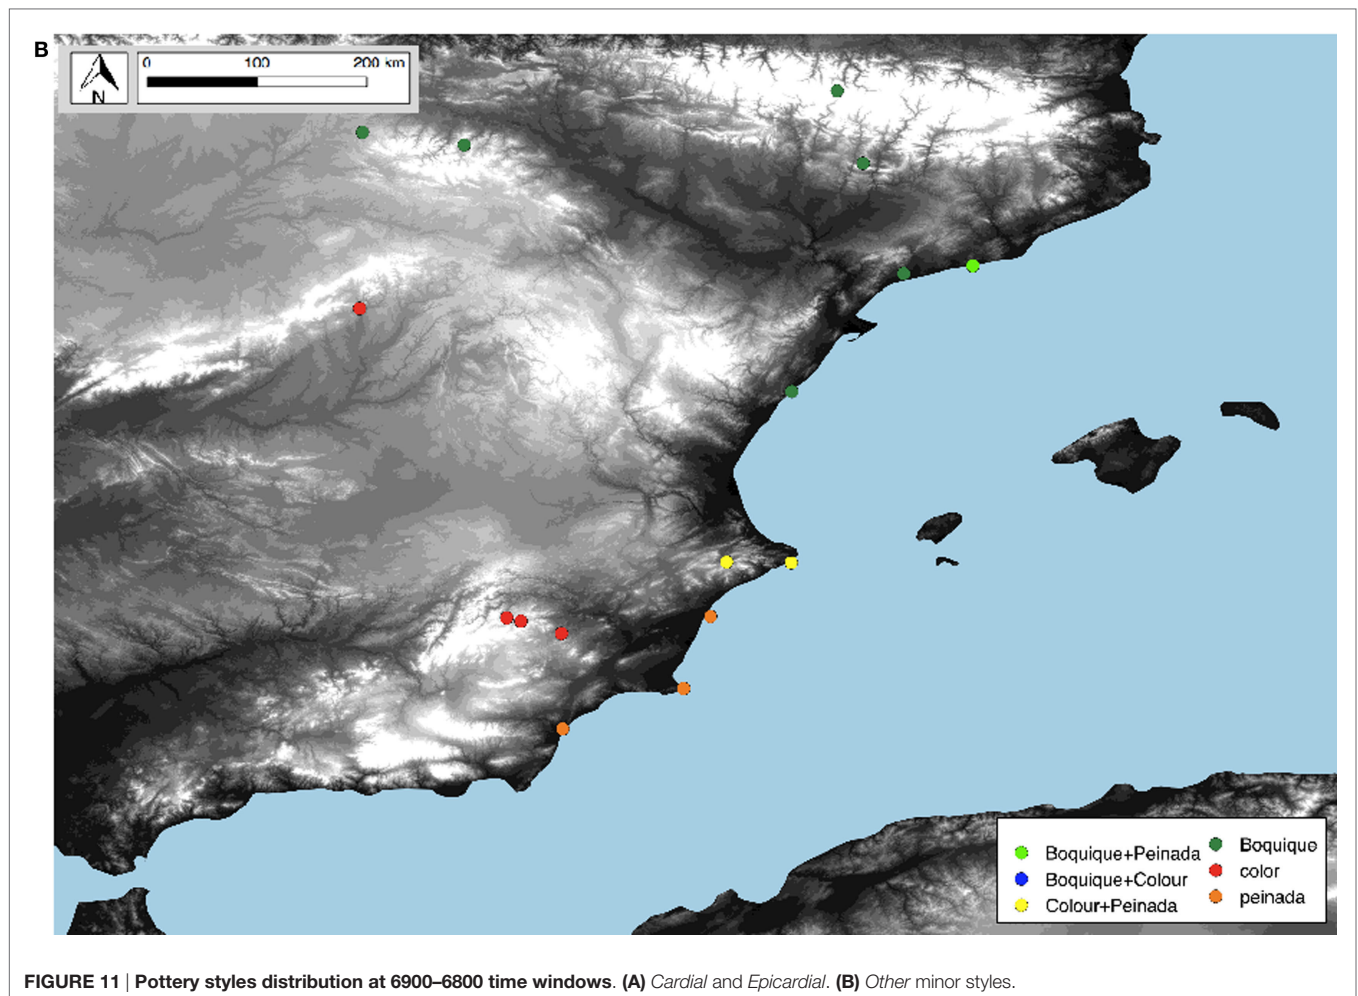 B
0 100 200 km
N
Boquique+Peinada
Boquique+Colour
Colour+Peinada
Boquique
color
peinada
FIGURE 11 | Pottery styles distribution at 6900–6800 time windows. (A) Cardial and Epicardial. (B) Other minor styles.